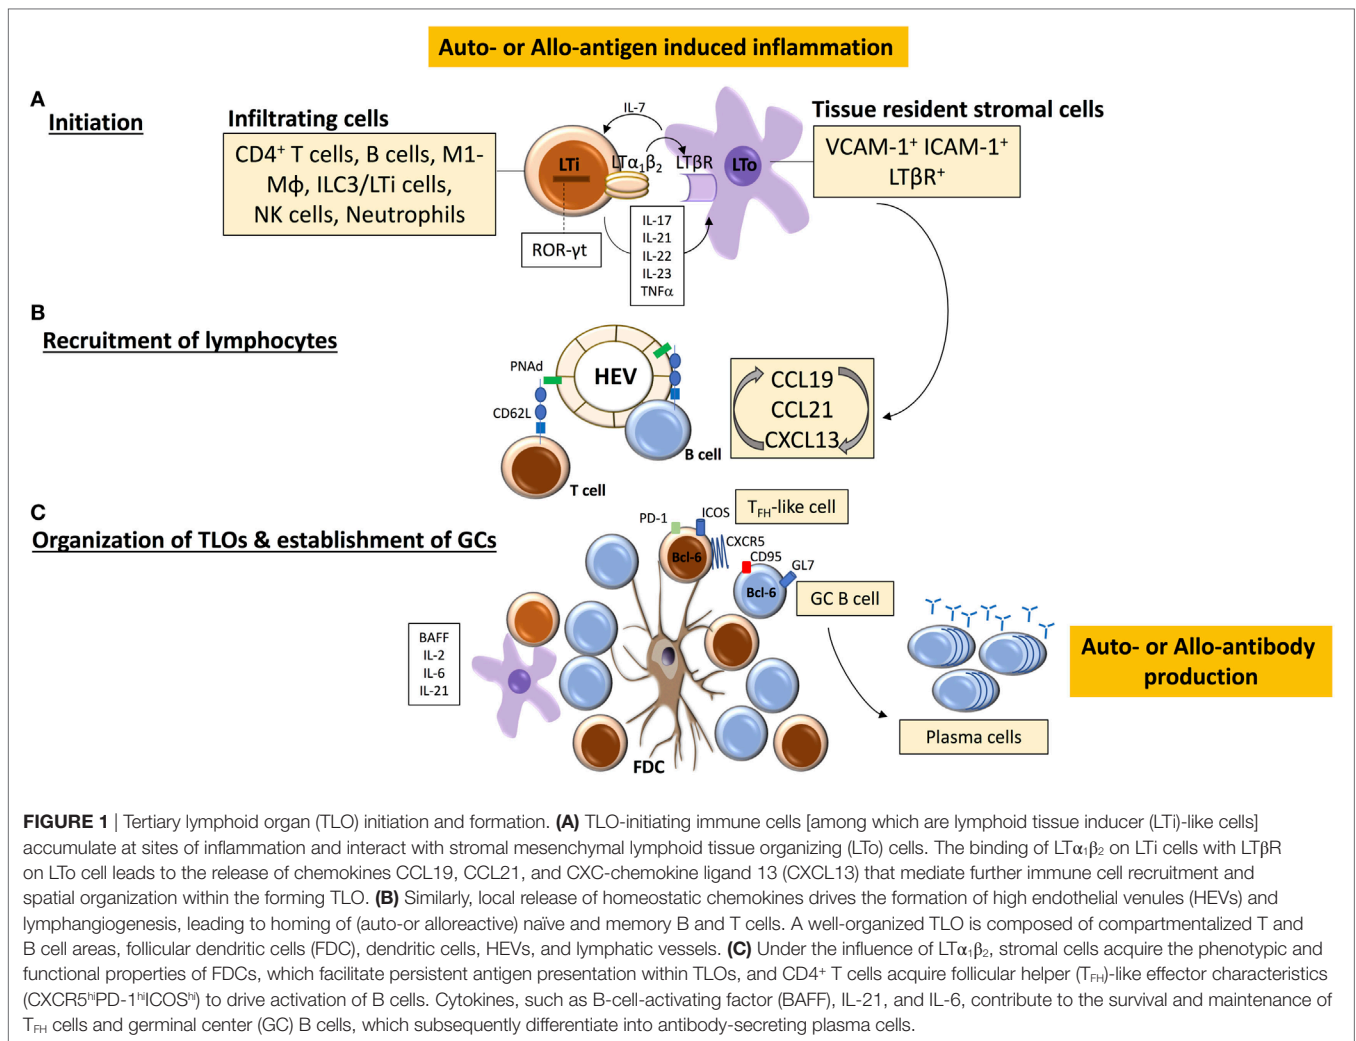 Auto- or Allo-antigen induced inflammation
A
Initiation
Infiltrating cells
CD4⁺ T cells, B cells, M1-
Mϕ, ILC3/LTi cells,
NK cells, Neutrophils
IL-7
LTi
LTα₁β₂
LTβR
LTo
ROR-γt
IL-17
IL-21
IL-22
IL-23
TNFα
Tissue resident stromal cells
VCAM-1⁺ ICAM-1⁺
LTβR⁺
B
Recruitment of lymphocytes
PNAd
CD62L
HEV
T cell
B cell
CCL19
CCL21
CXCL13
C
Organization of TLOs & establishment of GCs
BAFF
IL-2
IL-6
IL-21
PD-1
ICOS
T_FH-like cell
Bcl-6
CXCR5
CD95
GL7
Bcl-6
GC B cell
FDC
Plasma cells
Auto- or Allo-antibody
production
FIGURE 1 | Tertiary lymphoid organ (TLO) initiation and formation. (A) TLO-initiating immune cells [among which are lymphoid tissue inducer (LTi)-like cells]
accumulate at sites of inflammation and interact with stromal mesenchymal lymphoid tissue organizing (LTo) cells. The binding of LTα₁β₂ on LTi cells with LTβR
on LTo cell leads to the release of chemokines CCL19, CCL21, and CXC-chemokine ligand 13 (CXCL13) that mediate further immune cell recruitment and
spatial organization within the forming TLO. (B) Similarly, local release of homeostatic chemokines drives the formation of high endothelial venules (HEVs) and
lymphangiogenesis, leading to homing of (auto-or alloreactive) naïve and memory B and T cells. A well-organized TLO is composed of compartmentalized T and
B cell areas, follicular dendritic cells (FDC), dendritic cells, HEVs, and lymphatic vessels. (C) Under the influence of LTα₁β₂, stromal cells acquire the phenotypic and
functional properties of FDCs, which facilitate persistent antigen presentation within TLOs, and CD4⁺ T cells acquire follicular helper (T_FH)-like effector characteristics
(CXCR5ʰⁱPD-1ʰⁱICOSʰⁱ) to drive activation of B cells. Cytokines, such as B-cell-activating factor (BAFF), IL-21, and IL-6, contribute to the survival and maintenance of
T_FH cells and germinal center (GC) B cells, which subsequently differentiate into antibody-secreting plasma cells.